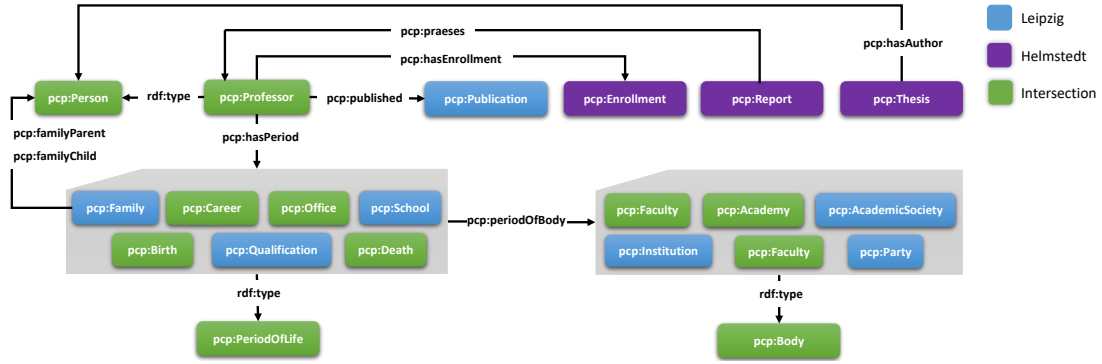 pcp:praeses
Leipzig
pcp:hasAuthor
Helmstedt
pcp:hasEnrollment
pcp:Person
rdf:type
pcp:Professor
pcp:published
pcp:Publication
pcp:Enrollment
pcp:Report
pcp:Thesis
Intersection
pcp:familyParent
pcp:hasPeriod
pcp:familyChild
pcp:Family
pcp:Career
pcp:Office
pcp:School
pcp:periodOfBody
pcp:Faculty
pcp:Academy
pcp:AcademicSociety
pcp:Birth
pcp:Qualification
pcp:Death
pcp:Institution
pcp:Faculty
pcp:Party
rdf:type
rdf:type
pcp:PeriodOfLife
pcp:Body